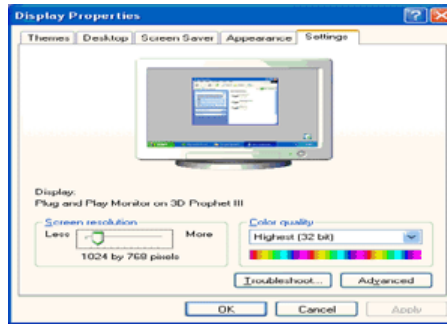 Display Properties
Themes Desktop Screen Saver Appearance Settings
Display:
Plug and Play Monitor on 3D Prophet III
Screen resolution
Less More
1024 by 768 pixels
Color quality
Highest (32 bit)
Troubleshoot... Advanced
OK Cancel Apply